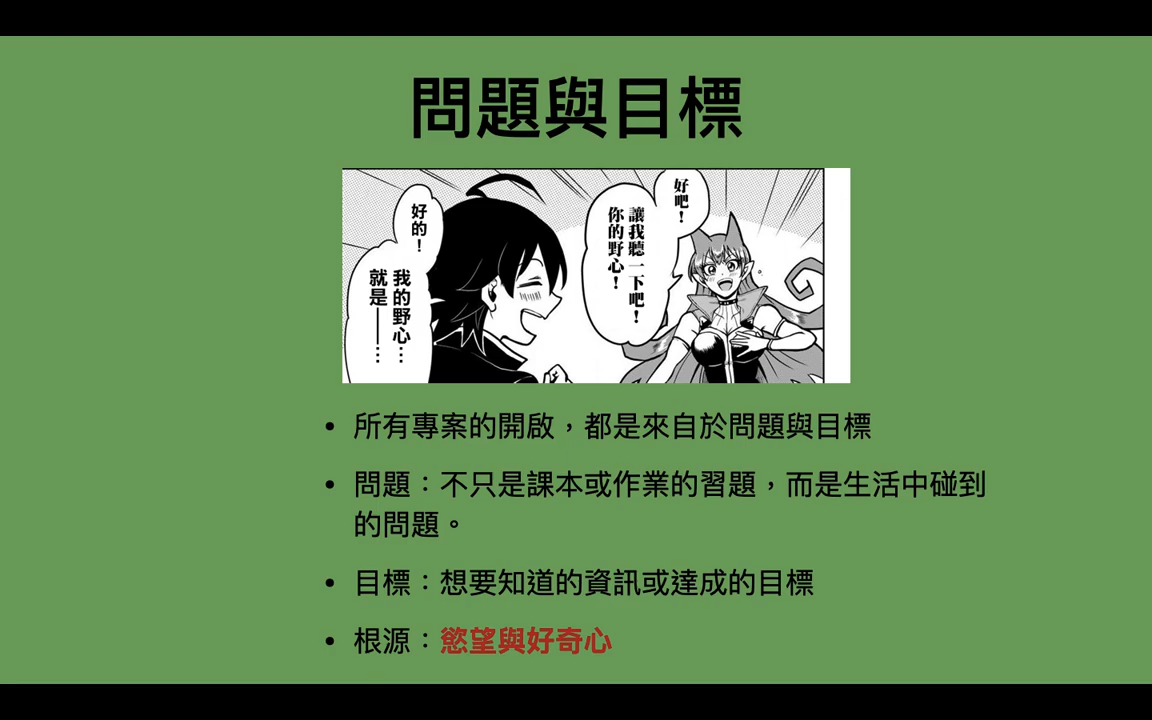 問題與目標
好吧！
讓我聽一下吧！
你的野心！
好的！
我的野心…
就是——…
• 所有專案的開啟，都是來自於問題與目標
• 問題：不只是課本或作業的習題，而是生活中碰到
的問題。
• 目標：想要知道的資訊或達成的目標
• 根源：慾望與好奇心